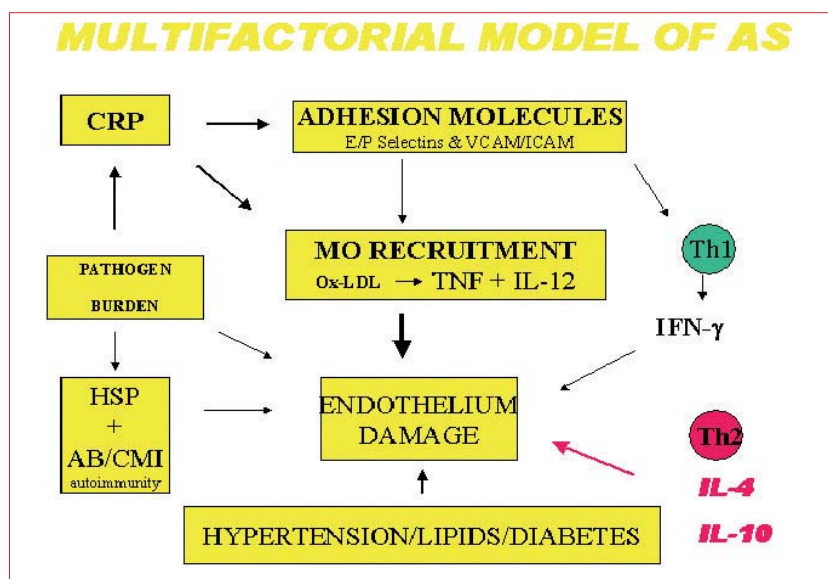 MULTIFACTORIAL MODEL OF AS
CRP
ADHESION MOLECULES
E/P Selectins & VCAM/ICAM
MO RECRUITMENT
Ox-LDL → TNF + IL-12
Th1
IFN-γ
PATHOGEN
BURDEN
HSP
+
AB/CMI
autoimmunity
ENDOTHELIUM
DAMAGE
Th2
IL-4
IL-10
HYPERTENSION/LIPIDS/DIABETES